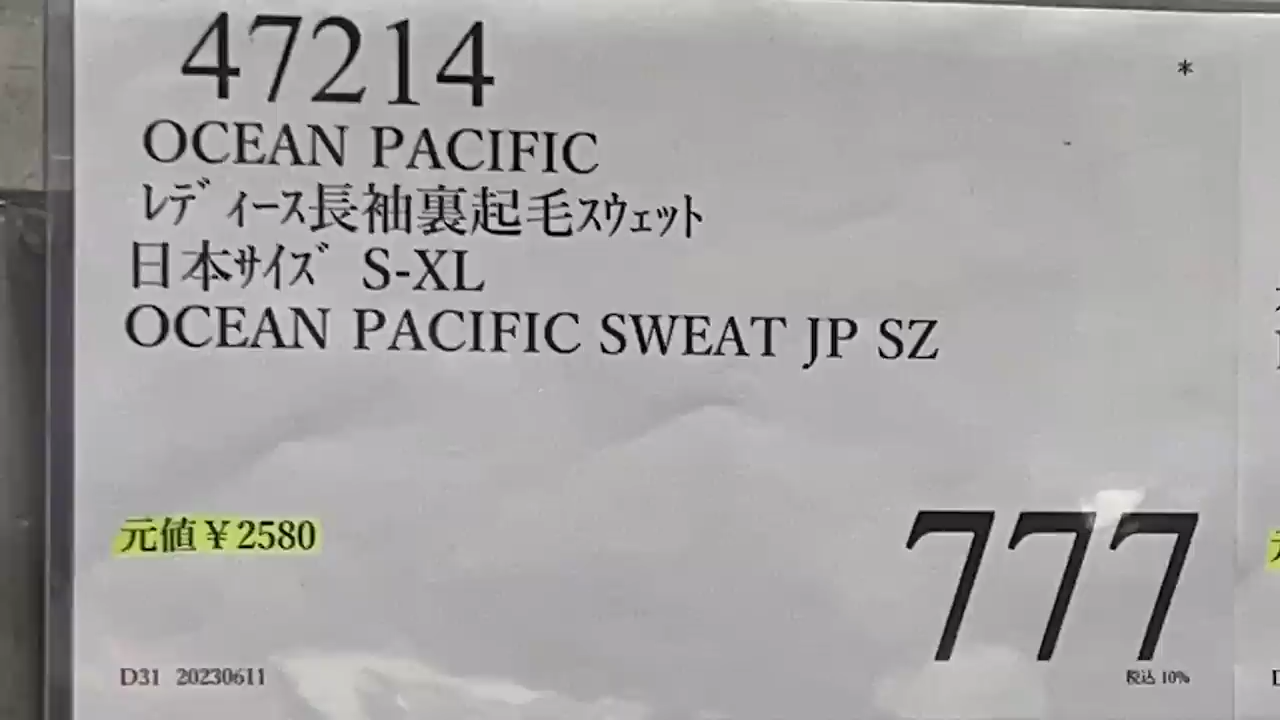 47214
*
OCEAN PACIFIC
ﾚﾃﾞｨｰｽ長袖裏起毛ｽｳｪｯﾄ
日本ｻｲｽﾞ S-XL
OCEAN PACIFIC SWEAT JP SZ
元値￥2580
777
D31 20230611
税込 10%